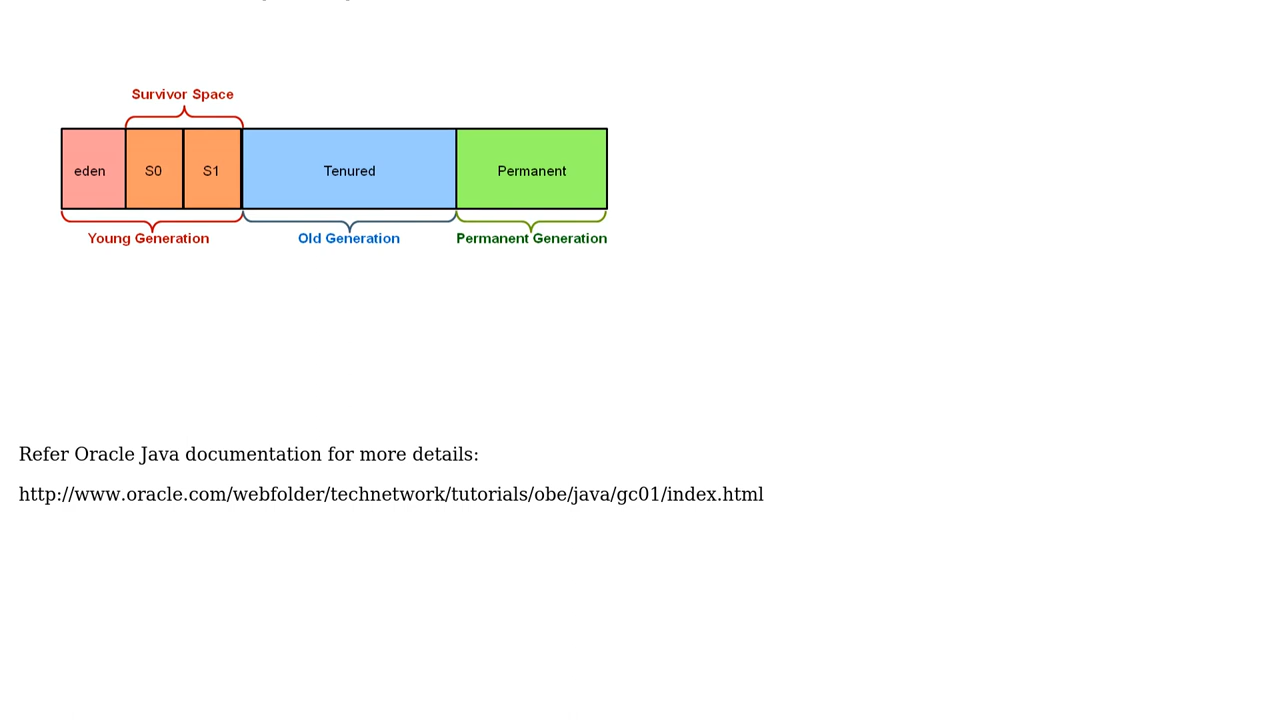 Survivor Space
eden S0 S1 Tenured Permanent
Young Generation Old Generation Permanent Generation
Refer Oracle Java documentation for more details:
http://www.oracle.com/webfolder/technetwork/tutorials/obe/java/gc01/index.html